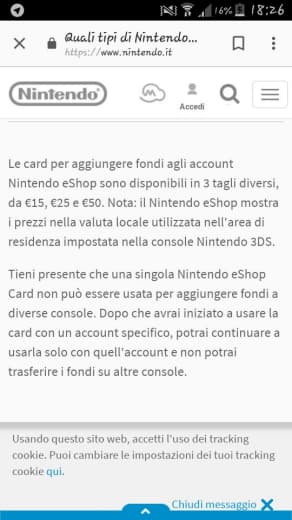 16% 18:26
Quali tipi di Nintendo...
https://www.nintendo.it
Nintendo
Accedi
Le card per aggiungere fondi agli account
Nintendo eShop sono disponibili in 3 tagli diversi,
da €15, €25 e €50. Nota: il Nintendo eShop mostra
i prezzi nella valuta locale utilizzata nell'area di
residenza impostata nella console Nintendo 3DS.
Tieni presente che una singola Nintendo eShop
Card non può essere usata per aggiungere fondi a
diverse console. Dopo che avrai iniziato a usare la
card con un account specifico, potrai continuare a
usarla solo con quell'account e non potrai
trasferire i fondi su altre console.
Usando questo sito web, accetti l'uso dei tracking
cookie. Puoi cambiare le impostazioni dei tuoi tracking
cookie qui.
Chiudi messaggio